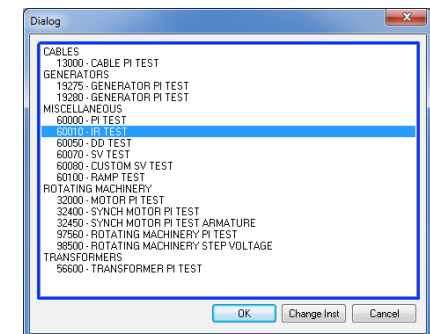 Dialog
CABLES
13000 - CABLE PI TEST
GENERATORS
19275 - GENERATOR PI TEST
19280 - GENERATOR PI TEST
MISCELLANEOUS
60000 - PI TEST
60010 - IR TEST
60050 - DD TEST
60070 - SV TEST
60080 - CUSTOM SV TEST
60100 - RAMP TEST
ROTATING MACHINERY
32000 - MOTOR PI TEST
32400 - SYNCH MOTOR PI TEST
32450 - SYNCH MOTOR PI TEST ARMATURE
97560 - ROTATING MACHINERY PI TEST
98500 - ROTATING MACHINERY STEP VOLTAGE
TRANSFORMERS
56600 - TRANSFORMER PI TEST
OK Change Inst Cancel